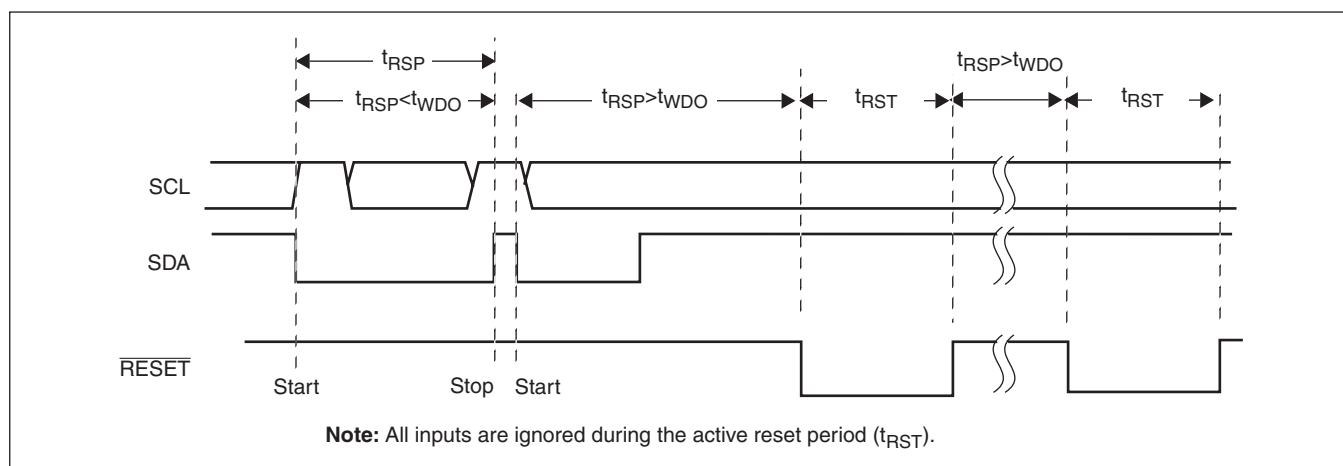 tRSP
tRSP>tWDO
tRSP<tWDO
tRSP>tWDO
tRST
tRST
SCL
SDA
RESET
Start
Stop
Start
Note: All inputs are ignored during the active reset period (tRST).